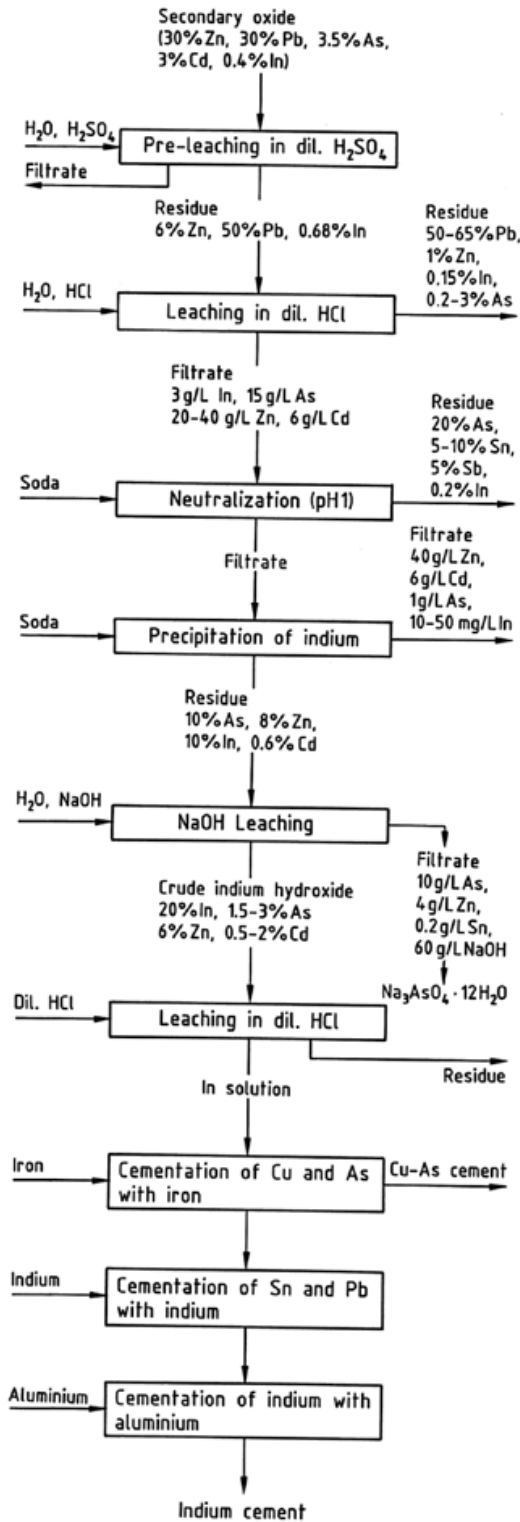 Secondary oxide
(30% Zn, 30% Pb, 3.5% As,
3% Cd, 0.4% In)
H₂O, H₂SO₄
Pre-leaching in dil. H₂SO₄
Filtrate
Residue
6% Zn, 50% Pb, 0.68% In
Residue
50–65% Pb,
1% Zn,
0.15% In,
0.2–3% As
H₂O, HCl
Leaching in dil. HCl
Filtrate
3 g/L In, 15 g/L As
20–40 g/L Zn, 6 g/L Cd
Residue
20% As,
5–10% Sn,
5% Sb,
0.2% In
Soda
Neutralization (pH1)
Filtrate
Filtrate
40 g/L Zn,
6 g/L Cd,
1 g/L As,
10–50 mg/L In
Soda
Precipitation of indium
Residue
10% As, 8% Zn,
10% In, 0.6% Cd
H₂O, NaOH
NaOH Leaching
Crude indium hydroxide
20% In, 1.5–3% As
6% Zn, 0.5–2% Cd
Filtrate
10 g/L As,
4 g/L Zn,
0.2 g/L Sn,
60 g/L NaOH
Na₃AsO₄ · 12H₂O
Dil. HCl
Leaching in dil. HCl
Residue
In solution
Iron
Cementation of Cu and As
with iron
Cu–As cement
Indium
Cementation of Sn and Pb
with indium
Aluminium
Cementation of indium with
aluminium
Indium cement